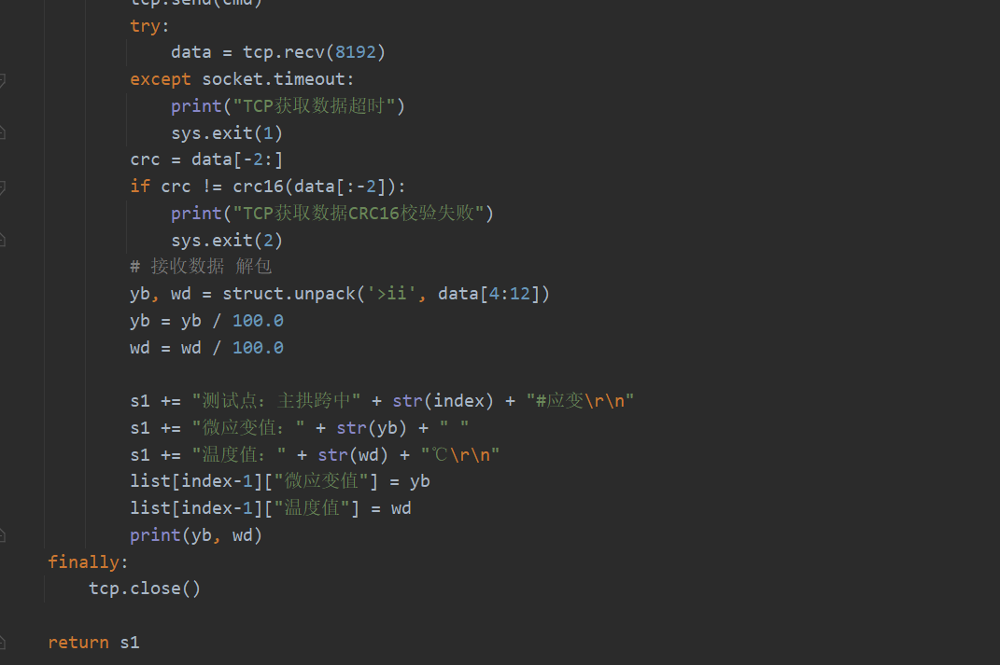 tcp.send(cmd)
try:
data = tcp.recv(8192)
except socket.timeout:
print("TCP获取数据超时")
sys.exit(1)
crc = data[-2:]
if crc != crc16(data[:-2]):
print("TCP获取数据CRC16校验失败")
sys.exit(2)
# 接收数据 解包
yb, wd = struct.unpack('>ii', data[4:12])
yb = yb / 100.0
wd = wd / 100.0
s1 += "测试点：主拱跨中" + str(index) + "#应变\r\n"
s1 += "微应变值：" + str(yb) + " "
s1 += "温度值：" + str(wd) + "℃\r\n"
list[index-1]["微应变值"] = yb
list[index-1]["温度值"] = wd
print(yb, wd)
finally:
tcp.close()
return s1